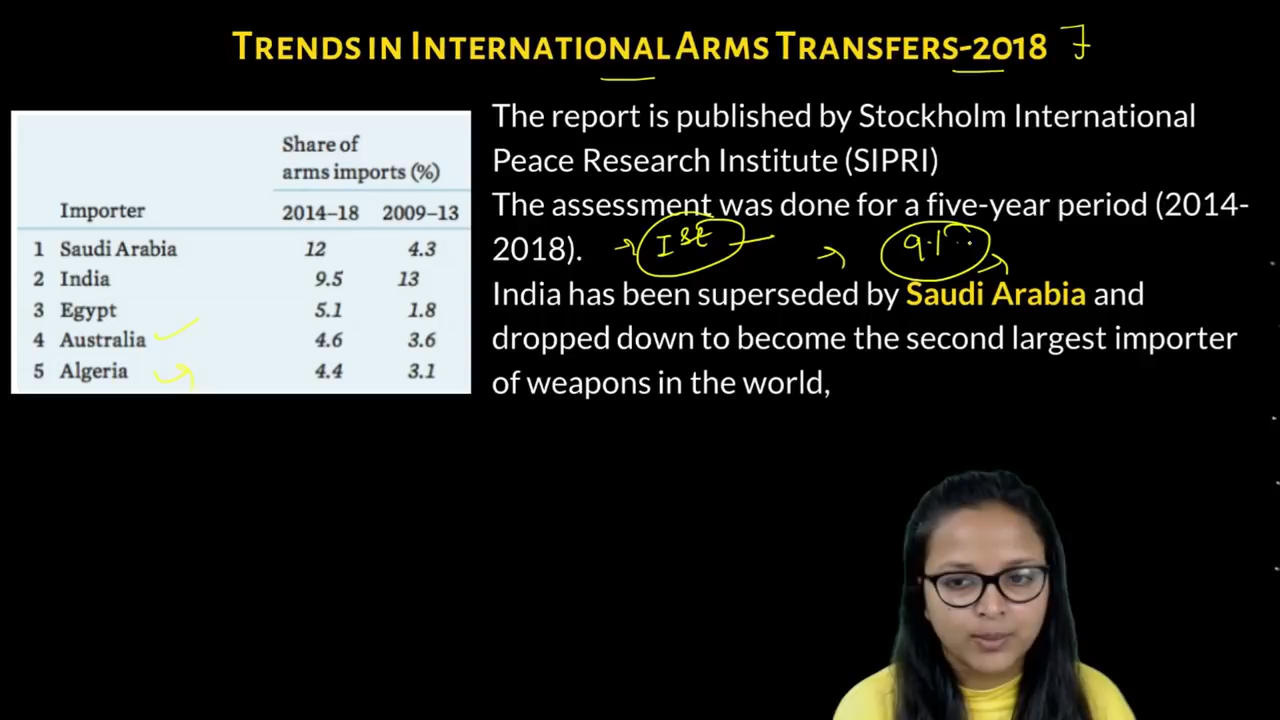 TRENDS IN INTERNATIONAL ARMS TRANSFERS-2018
Share of
arms imports (%)
Importer 2014–18 2009–13
1 Saudi Arabia 12 4.3
2 India 9.5 13
3 Egypt 5.1 1.8
4 Australia 4.6 3.6
5 Algeria 4.4 3.1
The report is published by Stockholm International
Peace Research Institute (SIPRI)
The assessment was done for a five-year period (2014-
2018).
India has been superseded by Saudi Arabia and
dropped down to become the second largest importer
of weapons in the world,